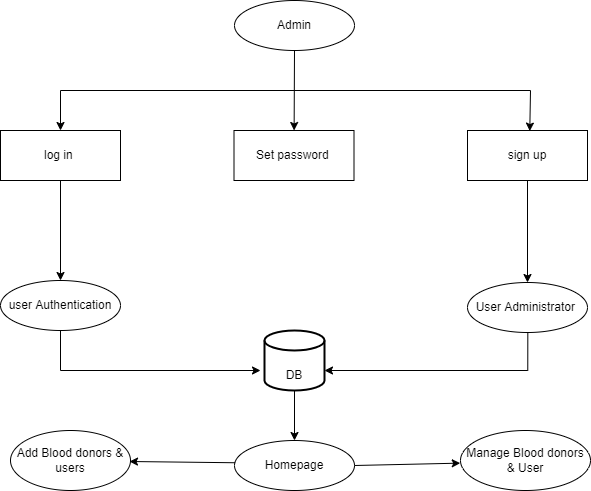 Admin
log in
Set password
sign up
user Authentication
User Administrator
DB
Add Blood donors &
users
Homepage
Manage Blood donors
& User